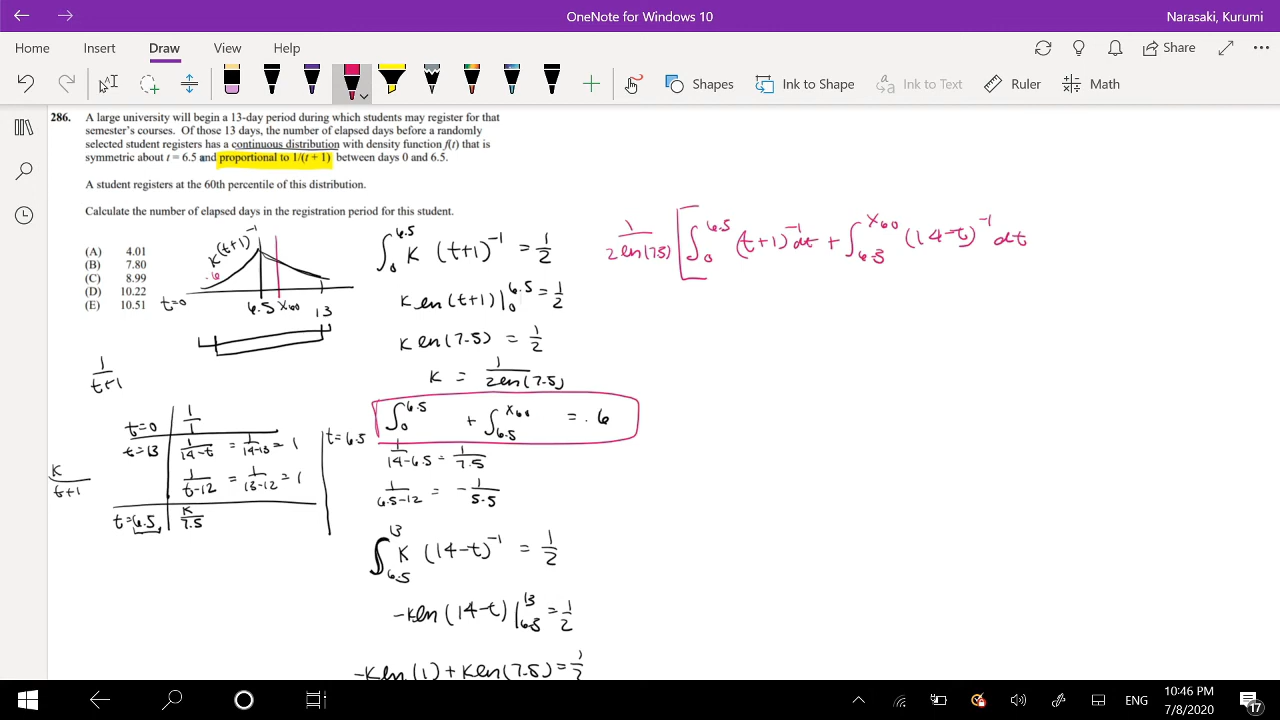 OneNote for Windows 10
Narasaki, Kurumi
Home Insert Draw View Help
Share
Shapes Ink to Shape Ink to Text Ruler Math
286. A large university will begin a 13-day period during which students may register for that
semester's courses. Of those 13 days, the number of elapsed days before a randomly
selected student registers has a continuous distribution with density function f(t) that is
symmetric about t = 6.5 and proportional to 1/(t + 1) between days 0 and 6.5.
A student registers at the 60th percentile of this distribution.
Calculate the number of elapsed days in the registration period for this student.
(A) 4.01
(B) 7.80
(C) 8.99
(D) 10.22
(E) 10.51
K(t+1)⁻¹
.6
t=0 6.5 X60 13
1/(t+1)
t=0 1/1
t=13 1/(14-t) = 1/(14-13) = 1
1/(t-12) = 1/(13-12) = 1
t=6.5 K/7.5
t=6.5
K/(t+1)
∫₀^6.5 K (t+1)⁻¹ = 1/2
K ln(t+1)|₀^6.5 = 1/2
K ln(7.5) = 1/2
K = 1/(2ln(7.5))
∫₀^6.5 + ∫6.5^X60 = .6
1/(14-6.5) = 1/7.5
1/(6.5-12) = -1/5.5
∫6.5^13 K (14-t)⁻¹ = 1/2
-Kln(14-t)|6.5^13 = 1/2
-Kln(1)+Kln(7.5)=1/2
1/(2ln(7.5)) [∫₀^6.5 (t+1)⁻¹dt + ∫6.5^X60 (14-t)⁻¹dt
ENG
10:46 PM
7/8/2020
17